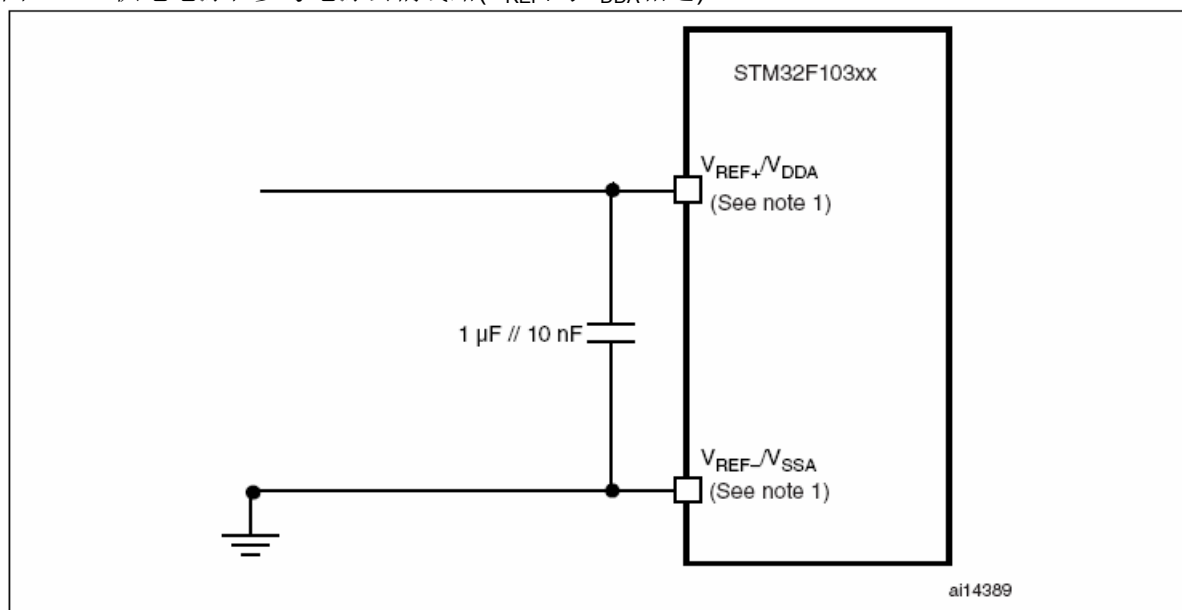 STM32F103xx
VREF+/VDDA
(See note 1)
1 µF // 10 nF
VREF–/VSSA
(See note 1)
ai14389